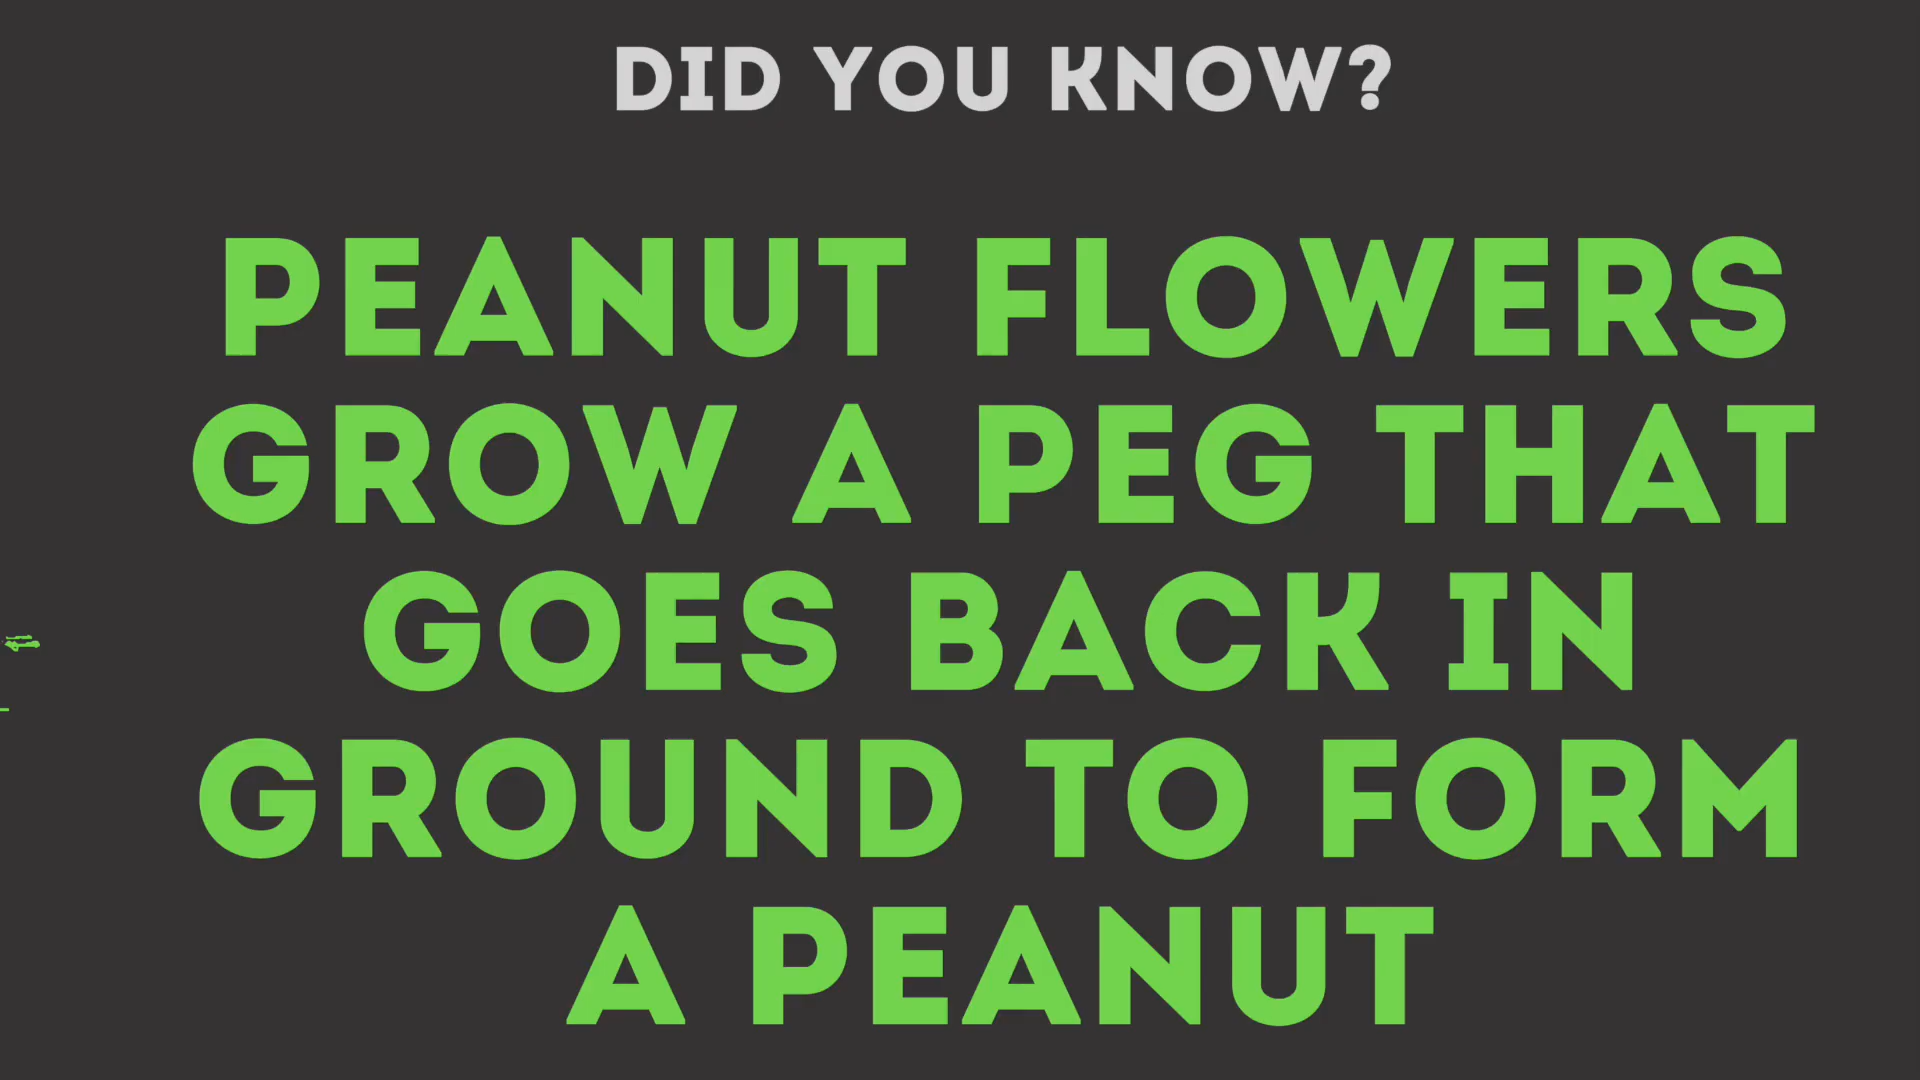 DID YOU KNOW?
PEANUT FLOWERS
GROW A PEG THAT
GOES BACK IN
GROUND TO FORM
A PEANUT